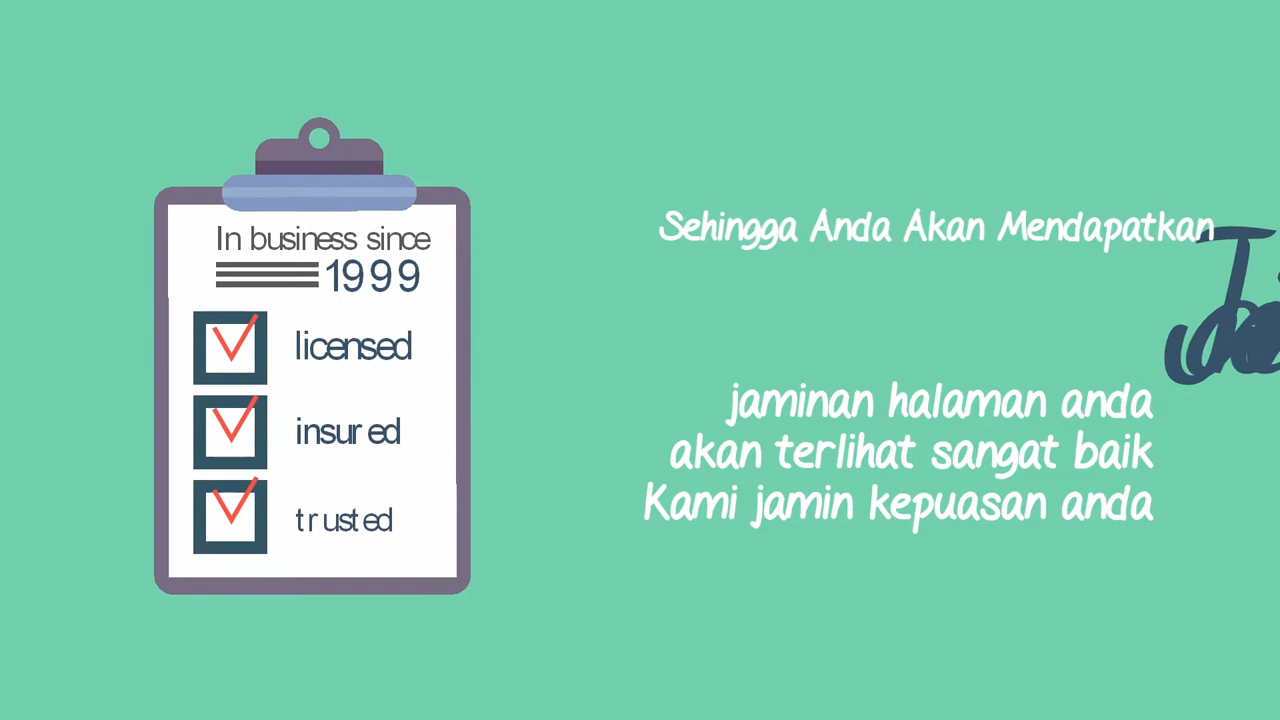 In business since
1999
licensed
insured
trusted
Sehingga Anda Akan Mendapatkan
jaminan halaman anda
akan terlihat sangat baik
Kami jamin kepuasan anda